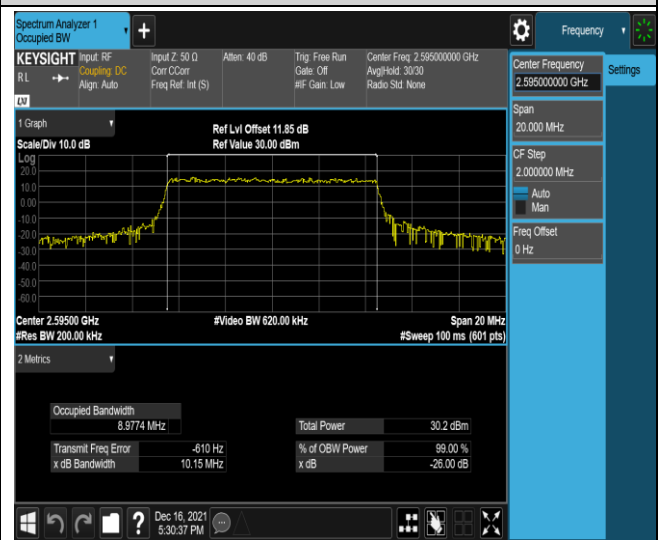 Spectrum Analyzer 1
Occupied BW
Frequency
KEYSIGHT
RL
LXI
Input: RF
Coupling: DC
Align: Auto
Input Z: 50 Ω
Corr CCorr
Freq Ref: Int (S)
Atten: 40 dB
Trig: Free Run
Gate: Off
#IF Gain: Low
Center Freq: 2.595000000 GHz
Avg|Hold: 30/30
Radio Std: None
Center Frequency
2.595000000 GHz
Settings
Span
20.000 MHz
CF Step
2.000000 MHz
Auto
Man
Freq Offset
0 Hz
1 Graph
Scale/Div 10.0 dB
Ref Lvl Offset 11.85 dB
Ref Value 30.00 dBm
Log
20.0
10.0
0.00
-10.0
-20.0
-30.0
-40.0
-50.0
-60.0
Center 2.59500 GHz
#Video BW 620.00 kHz
Span 20 MHz
#Res BW 200.00 kHz
#Sweep 100 ms (601 pts)
2 Metrics
Occupied Bandwidth
8.9774 MHz
Total Power 30.2 dBm
Transmit Freq Error -610 Hz
% of OBW Power 99.00 %
x dB Bandwidth 10.15 MHz
x dB -26.00 dB
?
Dec 16, 2021
5:30:37 PM